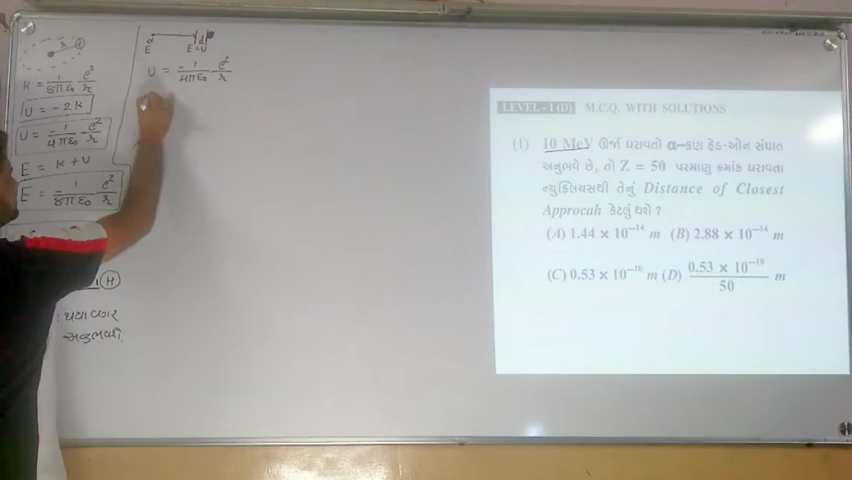 r
K = 1/8πε₀ e²/r
U = -2K
U = -1/4πε₀ e²/r
E = K + U
E = -1/8πε₀ e²/r
H
થયા વગર
અનુભવી.
d
E E=U
U = -1/4πε₀ e²/r
LEVEL - 1 (D) M.C.Q. WITH SOLUTIONS
(1) 10 MeV ઊર્જા ધરાવતો α–કણ હેડ-ઓન સંઘાત
અનુભવે છે, તો Z = 50 પરમાણુ ક્રમાંક ધરાવતા
ન્યુક્લિયસથી તેનું Distance of Closest
Approcah કેટલું થશે ?
(A) 1.44 × 10⁻¹⁴ m (B) 2.88 × 10⁻¹⁴ m
(C) 0.53 × 10⁻¹⁰ m (D) 0.53 × 10⁻¹⁰ / 50 m